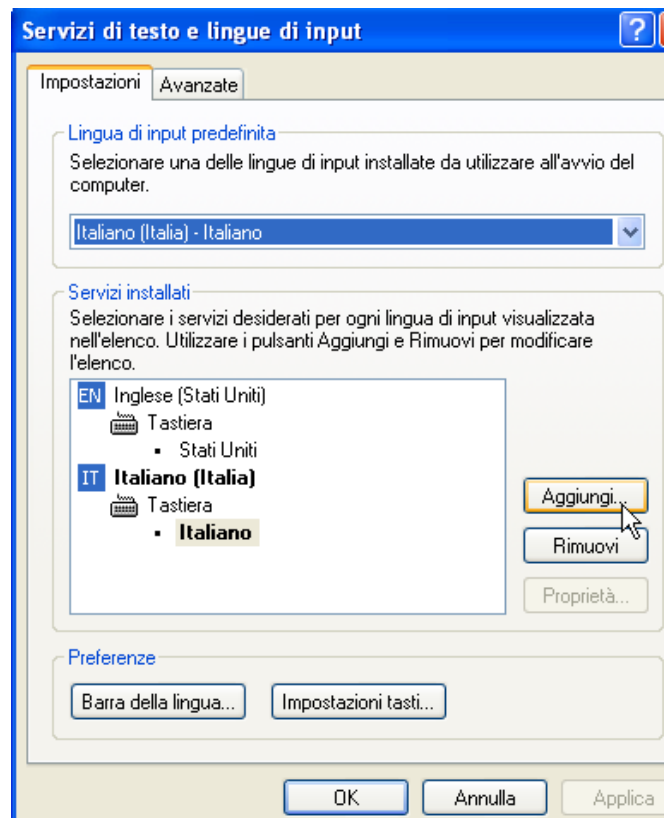 Servizi di testo e lingue di input
?
Impostazioni
Avanzate
Lingua di input predefinita
Selezionare una delle lingue di input installate da utilizzare all'avvio del
computer.
Italiano (Italia) - Italiano
Servizi installati
Selezionare i servizi desiderati per ogni lingua di input visualizzata
nell'elenco. Utilizzare i pulsanti Aggiungi e Rimuovi per modificare
l'elenco.
EN Inglese (Stati Uniti)
Tastiera
• Stati Uniti
IT Italiano (Italia)
Tastiera
• Italiano
Aggiungi...
Rimuovi
Proprietà...
Preferenze
Barra della lingua...
Impostazioni tasti...
OK
Annulla
Applica